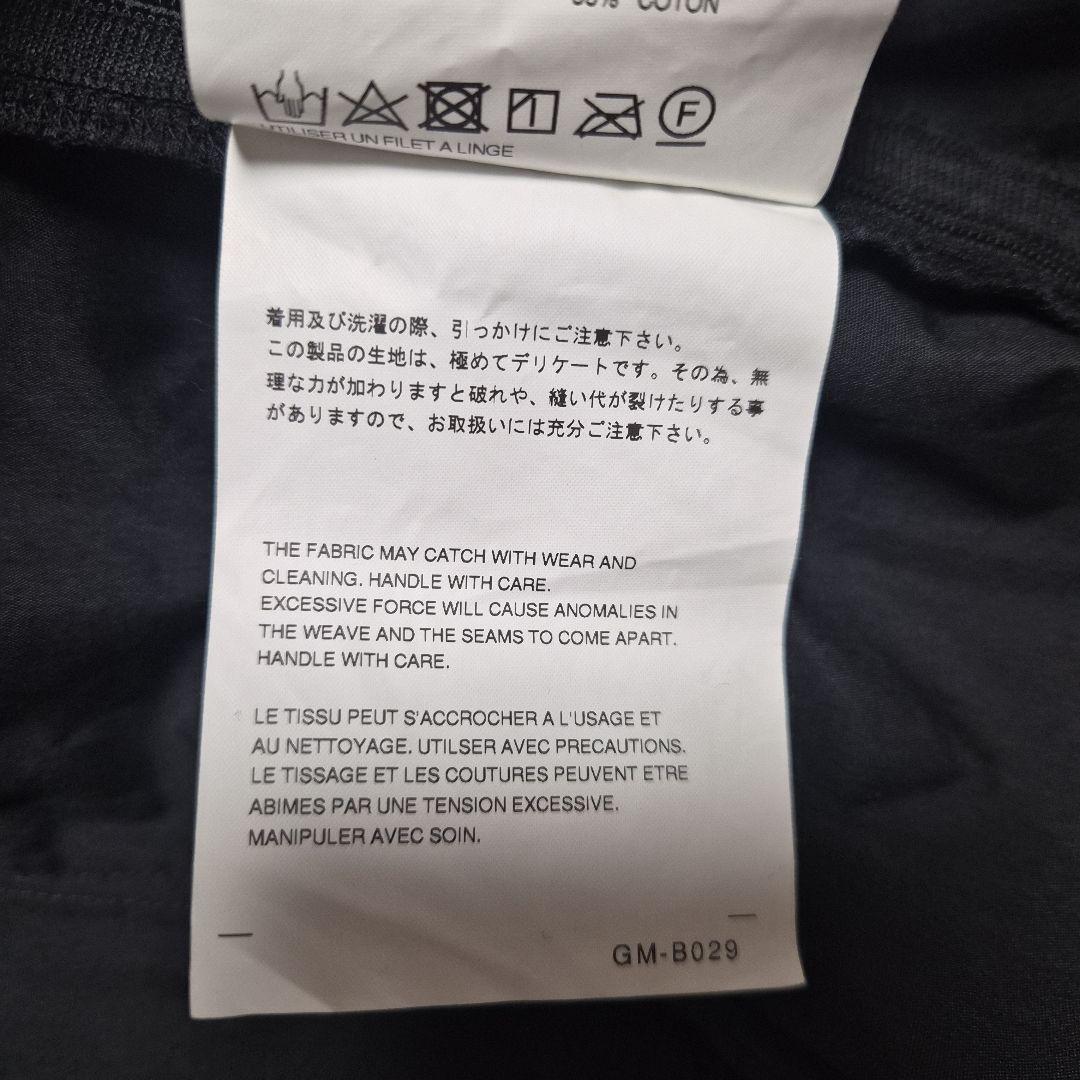 COTON
F
UTILISER UN FILET A LINGE
着用及び洗濯の際、引っかけにご注意下さい。
この製品の生地は、極めてデリケートです。その為、無
理な力が加わりますと破れや、縫い代が裂けたりする事
がありますので、お取扱いには充分ご注意下さい。
THE FABRIC MAY CATCH WITH WEAR AND
CLEANING. HANDLE WITH CARE.
EXCESSIVE FORCE WILL CAUSE ANOMALIES IN
THE WEAVE AND THE SEAMS TO COME APART.
HANDLE WITH CARE.
LE TISSU PEUT S'ACCROCHER A L'USAGE ET
AU NETTOYAGE. UTILSER AVEC PRECAUTIONS.
LE TISSAGE ET LES COUTURES PEUVENT ETRE
ABIMES PAR UNE TENSION EXCESSIVE.
MANIPULER AVEC SOIN.
GM-B029